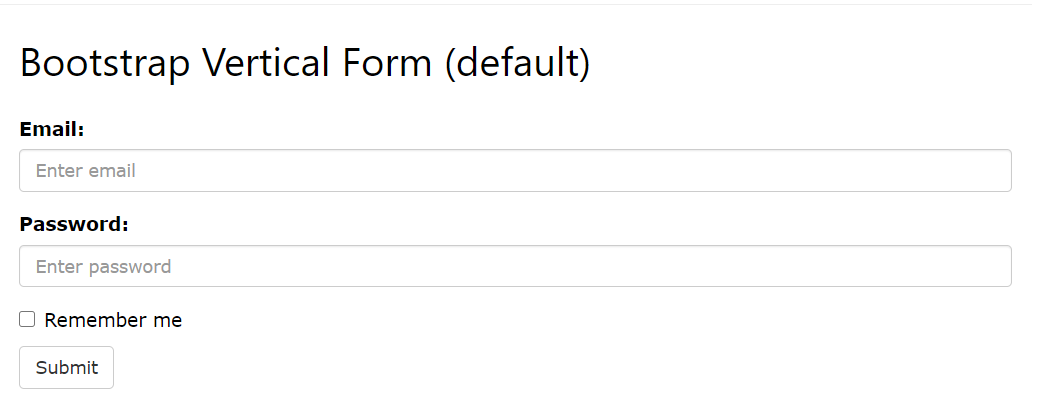 Bootstrap Vertical Form (default)
Email:
Enter email
Password:
Enter password
Remember me
Submit